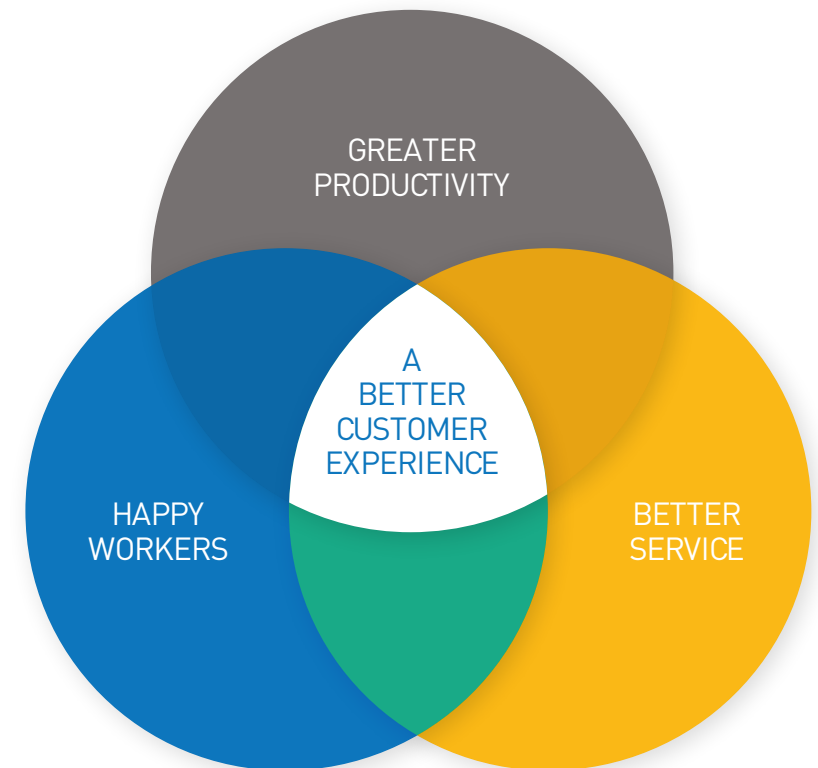 GREATER
PRODUCTIVITY
A
BETTER
CUSTOMER
EXPERIENCE
HAPPY
WORKERS
BETTER
SERVICE